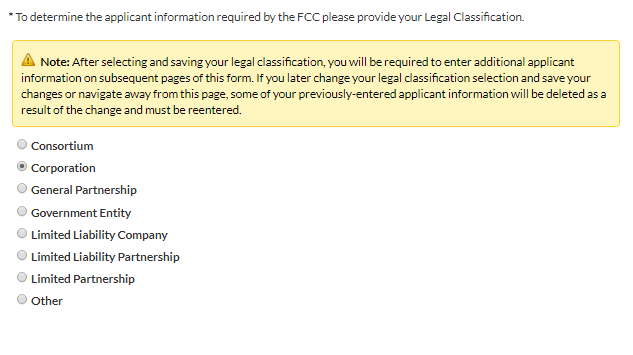 * To determine the applicant information required by the FCC please provide your Legal Classification.
Note: After selecting and saving your legal classification, you will be required to enter additional applicant
information on subsequent pages of this form. If you later change your legal classification selection and save your
changes or navigate away from this page, some of your previously-entered applicant information will be deleted as a
result of the change and must be reentered.
Consortium
Corporation
General Partnership
Government Entity
Limited Liability Company
Limited Liability Partnership
Limited Partnership
Other